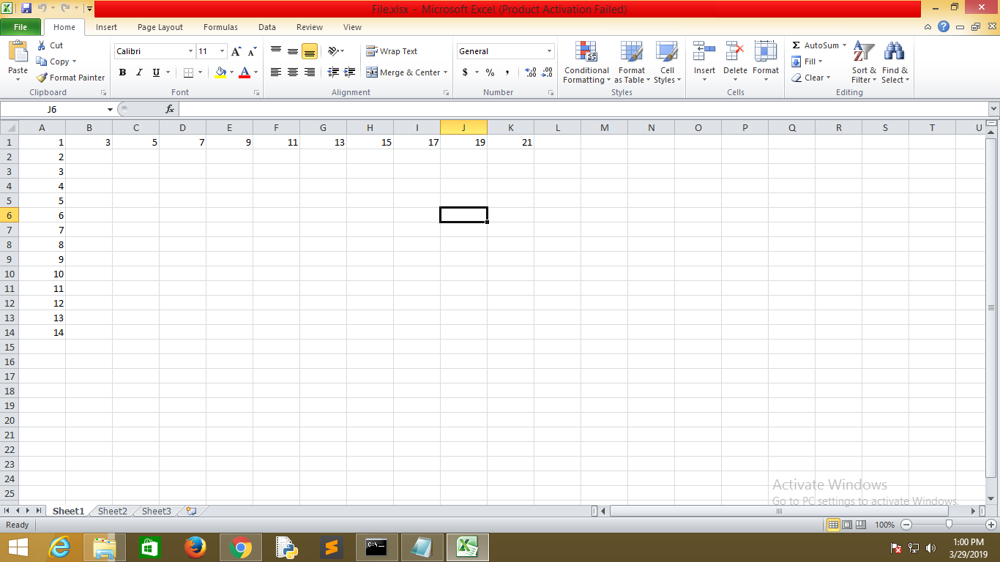 File.xlsx - Microsoft Excel (Product Activation Failed)
File Home Insert Page Layout Formulas Data Review View
Paste
Cut
Copy
Format Painter
Clipboard
Calibri 11
B I U
Font
Wrap Text
Merge & Center
Alignment
General
$ % , .0 .00 .00 .0
Number
Conditional Formatting
Format as Table
Cell Styles
Styles
Insert Delete Format
Cells
Σ AutoSum
Fill
Clear
Sort & Filter
Find & Select
Editing
J6 fx
A B C D E F G H I J K L M N O P Q R S T U
1 1 3 5 7 9 11 13 15 17 19 21
2 2
3 3
4 4
5 5
6 6
7 7
8 8
9 9
10 10
11 11
12 12
13 13
14 14
15
16
17
18
19
20
21
22
23
24
25
Activate Windows
Go to PC settings to activate Windows.
Sheet1 Sheet2 Sheet3
Ready 100%
C:\.
1:00 PM
3/29/2019